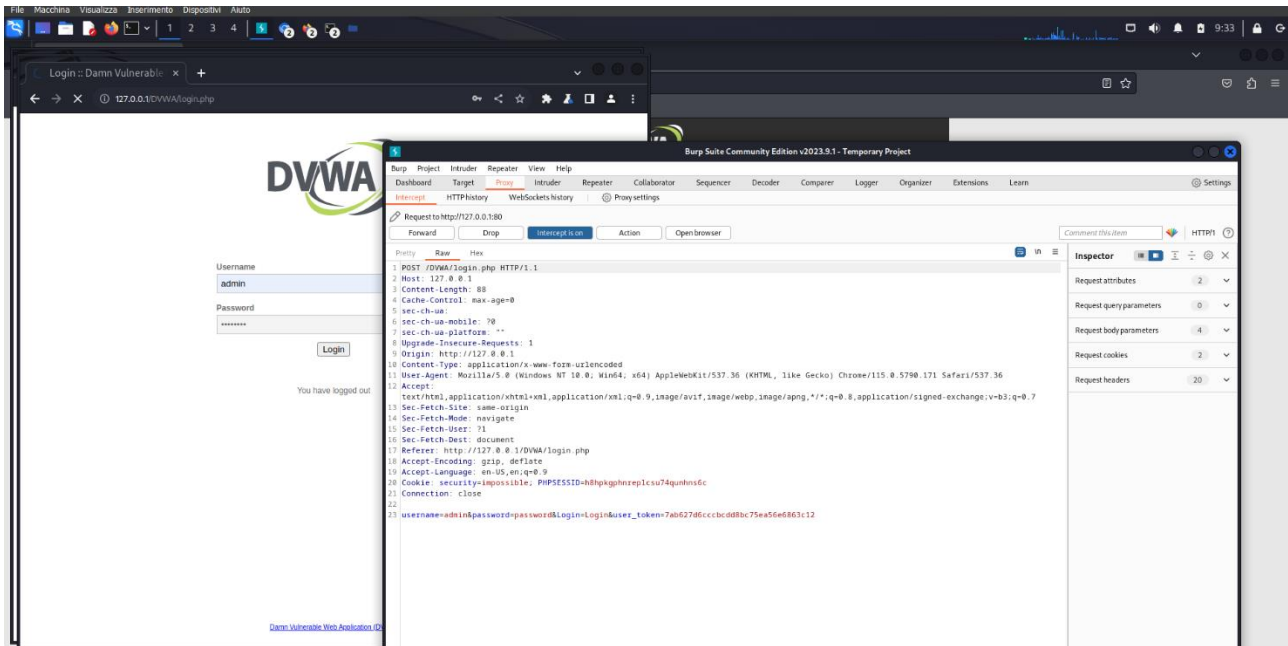 File Macchina Visualizza Inserimento Dispositivi Aiuto
1 2 3 4 2 2 2 9:33
Login :: Damn Vulnerable × +
127.0.0.1/DVWA/login.php
DVWA
Username
admin
Password
••••••••
Login
You have logged out
Damn Vulnerable Web Application (DV
Burp Suite Community Edition v2023.9.1 - Temporary Project
Burp Project Intruder Repeater View Help
Dashboard Target Proxy Intruder Repeater Collaborator Sequencer Decoder Comparer Logger Organizer Extensions Learn Settings
Intercept HTTP history WebSockets history Proxy settings
Request to http://127.0.0.1:80
Forward Drop Intercept is on Action Open browser Comment this item HTTP/1 ?
Pretty Raw Hex \n
1 POST /DVWA/login.php HTTP/1.1
2 Host: 127.0.0.1
3 Content-Length: 88
4 Cache-Control: max-age=0
5 sec-ch-ua:
6 sec-ch-ua-mobile: ?0
7 sec-ch-ua-platform: ""
8 Upgrade-Insecure-Requests: 1
9 Origin: http://127.0.0.1
10 Content-Type: application/x-www-form-urlencoded
11 User-Agent: Mozilla/5.0 (Windows NT 10.0; Win64; x64) AppleWebKit/537.36 (KHTML, like Gecko) Chrome/115.0.5790.171 Safari/537.36
12 Accept:
text/html,application/xhtml+xml,application/xml;q=0.9,image/avif,image/webp,image/apng,*/*;q=0.8,application/signed-exchange;v=b3;q=0.7
13 Sec-Fetch-Site: same-origin
14 Sec-Fetch-Mode: navigate
15 Sec-Fetch-User: ?1
16 Sec-Fetch-Dest: document
17 Referer: http://127.0.0.1/DVWA/login.php
18 Accept-Encoding: gzip, deflate
19 Accept-Language: en-US,en;q=0.9
20 Cookie: security=impossible; PHPSESSID=h8hpkgphnreplcsu74qunhns6c
21 Connection: close
22
23 username=admin&password=password&Login=Login&user_token=7ab627d6cccbcdd8bc75ea56e6863c12
Inspector
Request attributes 2
Request query parameters 0
Request body parameters 4
Request cookies 2
Request headers 20